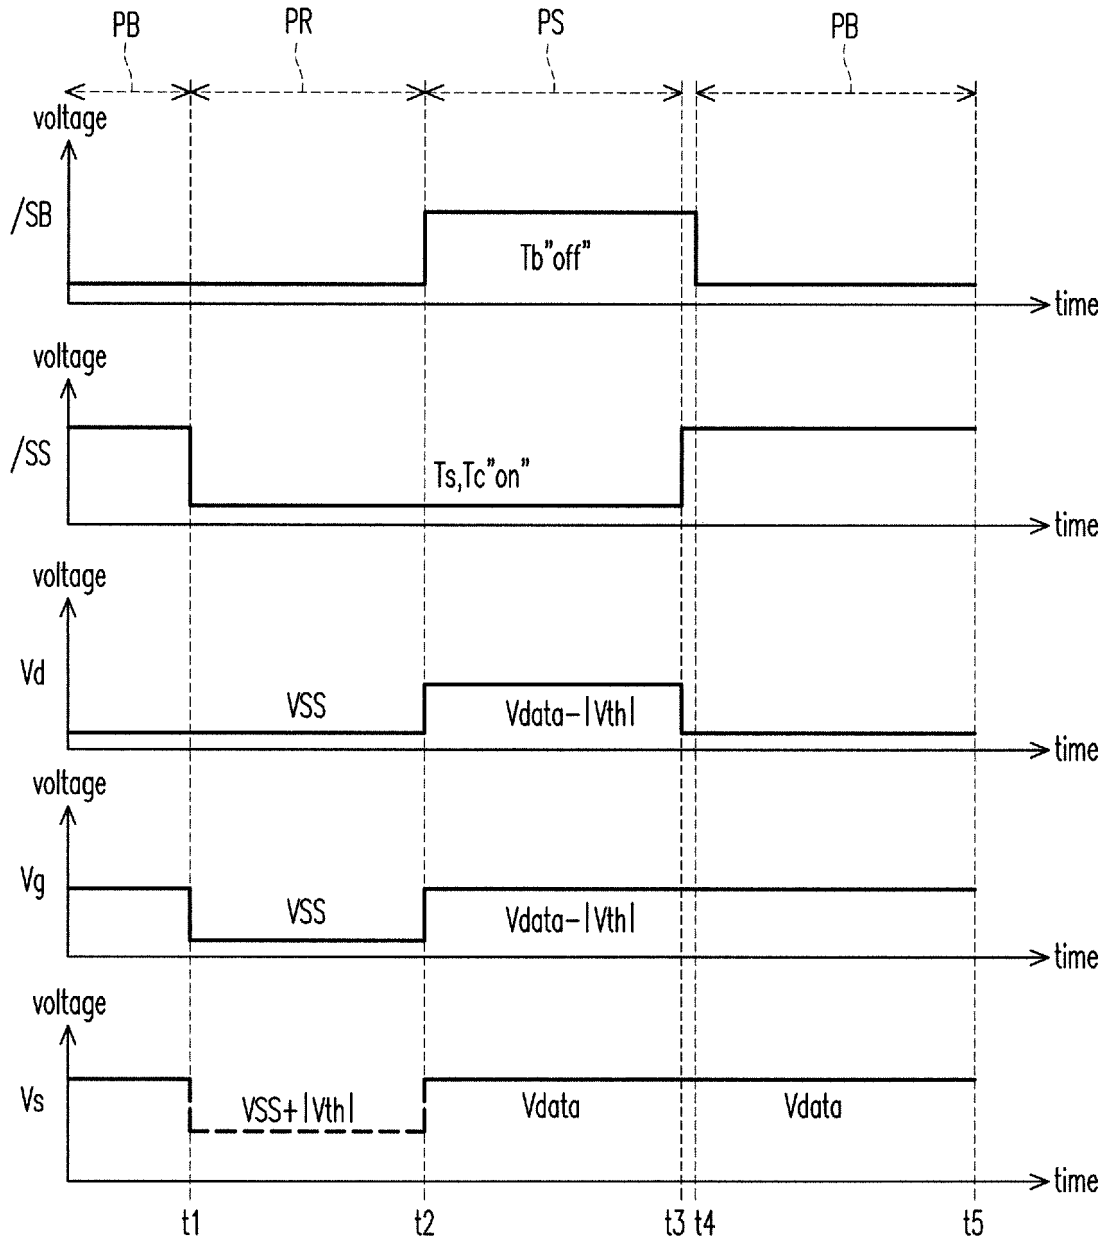 PB PR PS PB
voltage
/SB
Tb"off"
time
voltage
/SS
Ts,Tc"on"
time
voltage
Vd
VSS
Vdata-|Vth|
time
voltage
Vg
VSS
Vdata-|Vth|
time
voltage
Vs
VSS+|Vth|
Vdata
Vdata
time
t1 t2 t3 t4 t5